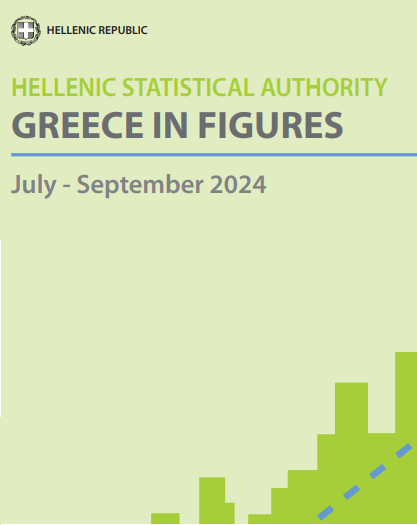 HELLENIC REPUBLIC
HELLENIC STATISTICAL AUTHORITY
GREECE IN FIGURES
July - September 2024